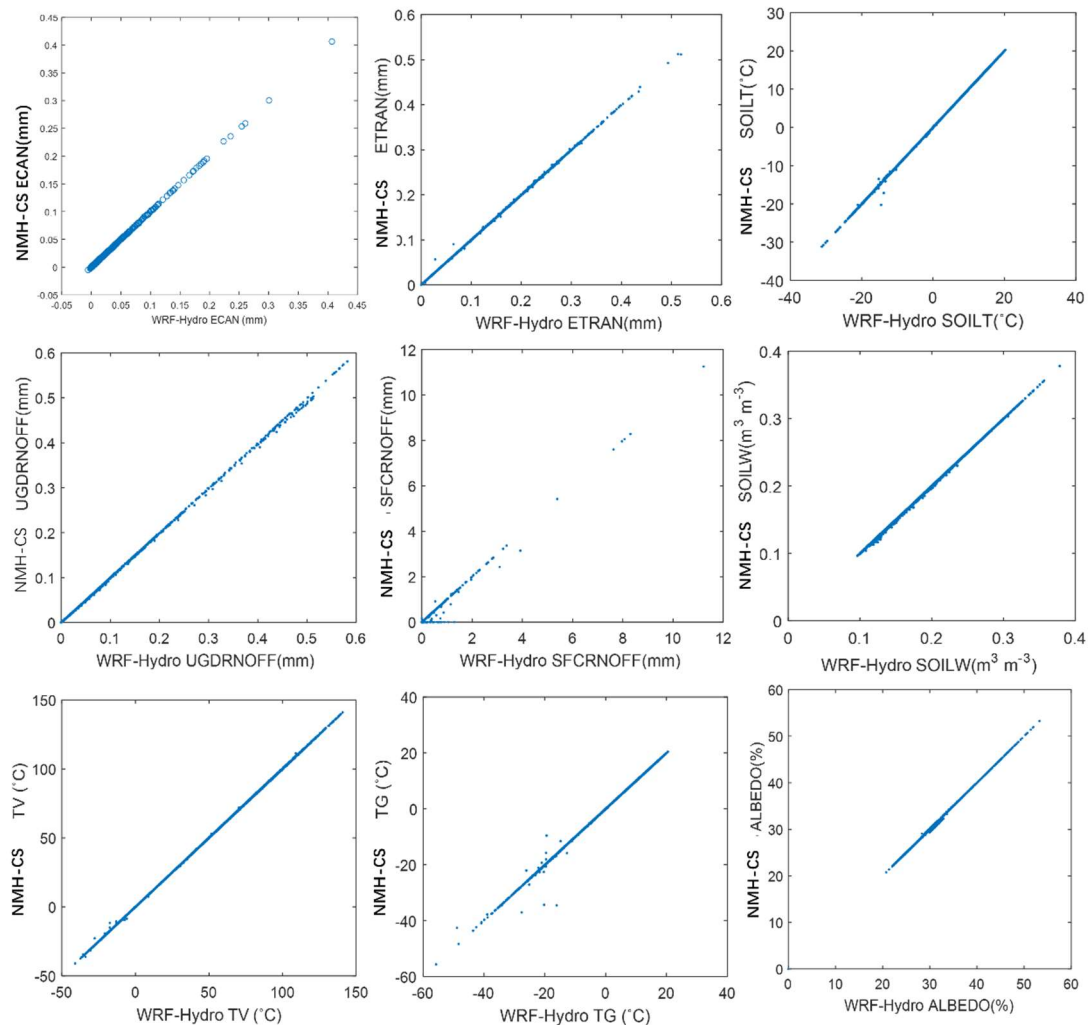 0.45
0.4
0.35
0.3
0.25
0.2
0.15
0.1
0.05
0
-0.05
NMH-CS ECAN(mm)
-0.05 0 0.05 0.1 0.15 0.2 0.25 0.3 0.35 0.4 0.45
WRF-Hydro ECAN (mm)
0.6
0.5
0.4
0.3
0.2
0.1
0
NMH-CS ETRAN(mm)
0 0.1 0.2 0.3 0.4 0.5 0.6
WRF-Hydro ETRAN(mm)
30
20
10
0
-10
-20
-30
-40
NMH-CS SOILT(˚C)
-40 -20 0 20 40
WRF-Hydro SOILT(˚C)
0.6
0.5
0.4
0.3
0.2
0.1
0
NMH-CS UGDRNOFF(mm)
0 0.1 0.2 0.3 0.4 0.5 0.6
WRF-Hydro UGDRNOFF(mm)
12
10
8
6
4
2
0
NMH-CS SFCRNOFF(mm)
0 2 4 6 8 10 12
WRF-Hydro SFCRNOFF(mm)
0.4
0.3
0.2
0.1
0
NMH-CS SOILW(m³ m⁻³)
0 0.1 0.2 0.3 0.4
WRF-Hydro SOILW(m³ m⁻³)
150
100
50
0
-50
NMH-CS TV (˚C)
-50 0 50 100 150
WRF-Hydro TV (˚C)
40
20
0
-20
-40
-60
NMH-CS TG (˚C)
-60 -40 -20 0 20 40
WRF-Hydro TG (˚C)
60
50
40
30
20
10
0
NMH-CS ALBEDO(%)
0 10 20 30 40 50 60
WRF-Hydro ALBEDO(%)